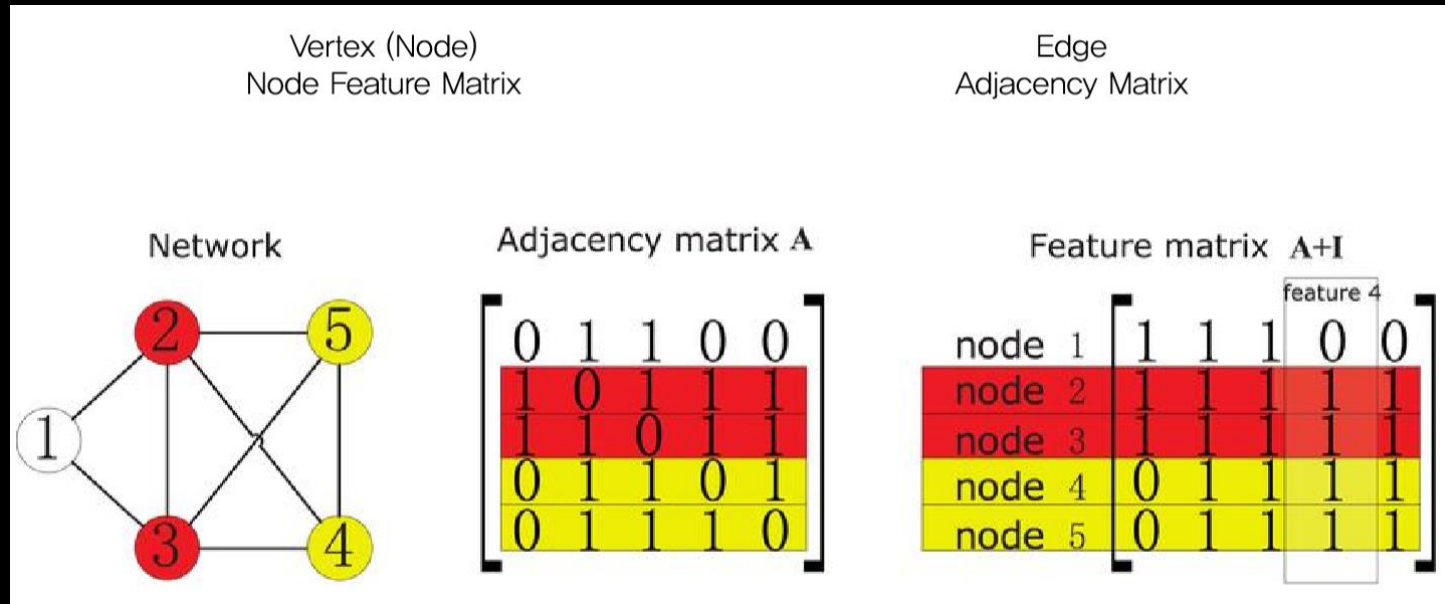 Vertex (Node)
Node Feature Matrix
Edge
Adjacency Matrix
Network
1
2
3
4
5
Adjacency matrix A
0 1 1 0 0
1 0 1 1 1
1 1 0 1 1
0 1 1 0 1
0 1 1 1 0
Feature matrix A+I
feature 4
node 1 1 1 1 0 0
node 2 1 1 1 1 1
node 3 1 1 1 1 1
node 4 0 1 1 1 1
node 5 0 1 1 1 1